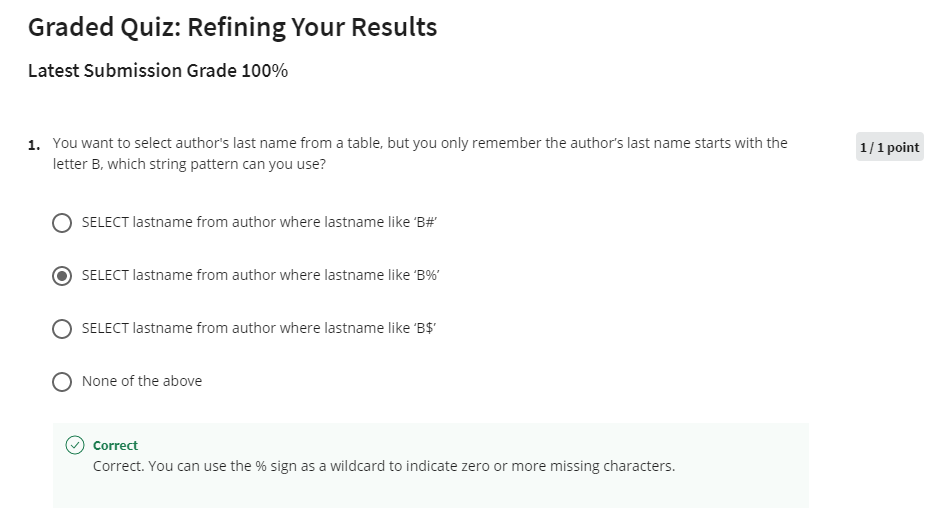 Graded Quiz: Refining Your Results
Latest Submission Grade 100%
1. You want to select author's last name from a table, but you only remember the author’s last name starts with the
letter B, which string pattern can you use?
1 / 1 point
SELECT lastname from author where lastname like ‘B#’
SELECT lastname from author where lastname like ‘B%’
SELECT lastname from author where lastname like ‘B$’
None of the above
Correct
Correct. You can use the % sign as a wildcard to indicate zero or more missing characters.